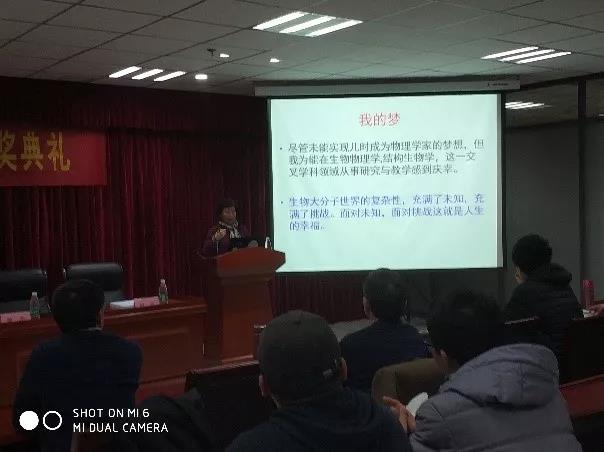 奖典礼
我的梦
• 尽管未能实现儿时成为物理学家的梦想，但
我为能在生物物理学,结构生物学，这一交
叉学科领域从事研究与教学感到庆幸。
• 生物大分子世界的复杂性，充满了未知，充
满了挑战。面对未知，面对挑战这就是人生
的幸福。
SHOT ON MI 6
MI DUAL CAMERA